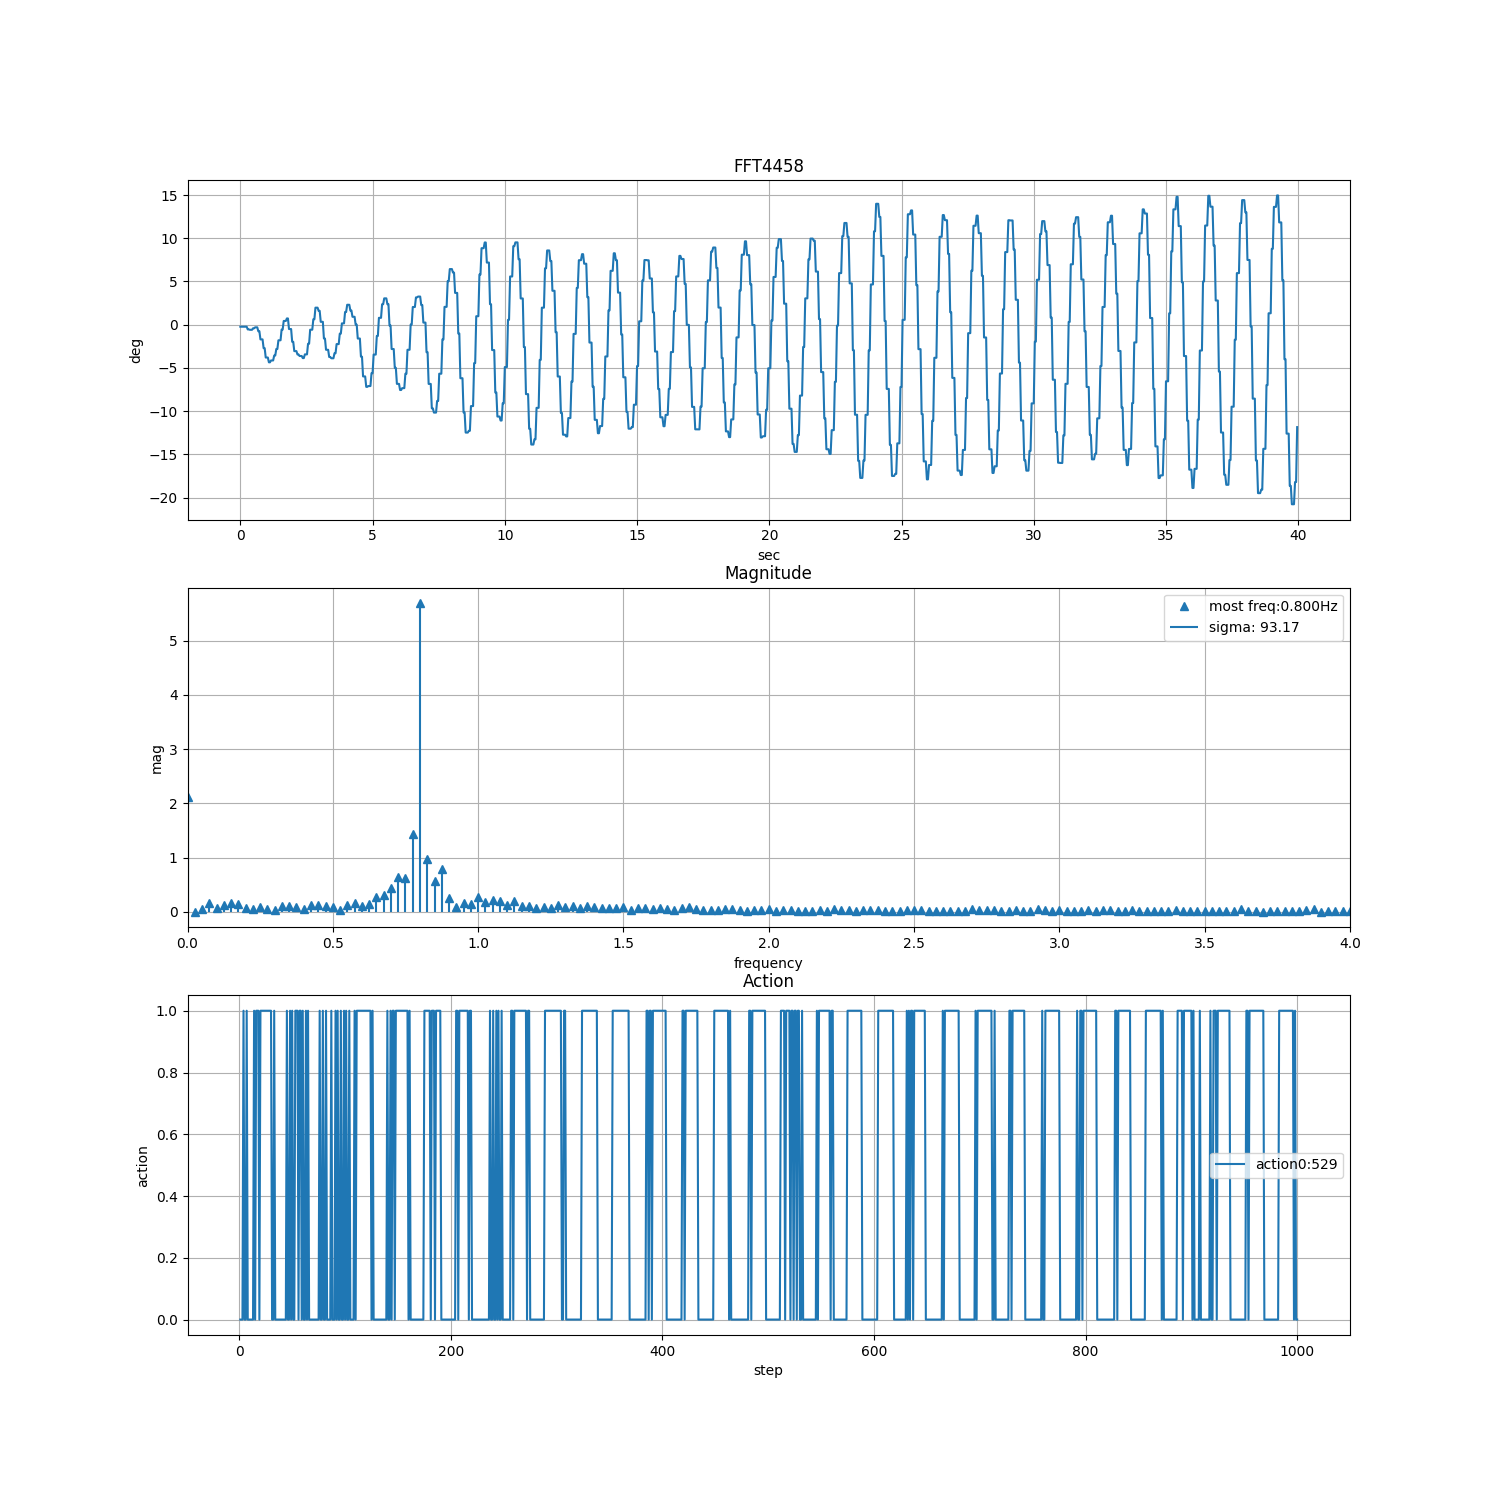 FFT4458
15
10
5
0
−5
−10
−15
−20
deg
0 5 10 15 20 25 30 35 40
sec
Magnitude
most freq:0.800Hz
sigma: 93.17
5
4
3
2
1
0
mag
0.0 0.5 1.0 1.5 2.0 2.5 3.0 3.5 4.0
frequency
Action
1.0
0.8
0.6
0.4
0.2
0.0
action
action0:529
0 200 400 600 800 1000
step